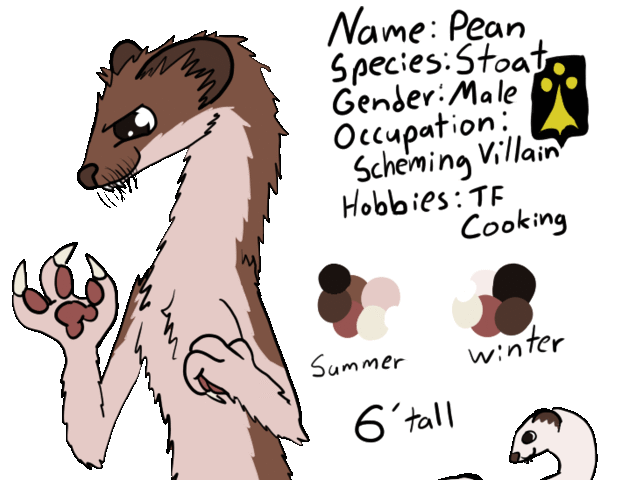 Name: Pean
Species: Stoat
Gender: Male
Occupation:
Scheming Villain
Hobbies: TF
Cooking
Summer
winter
6' tall